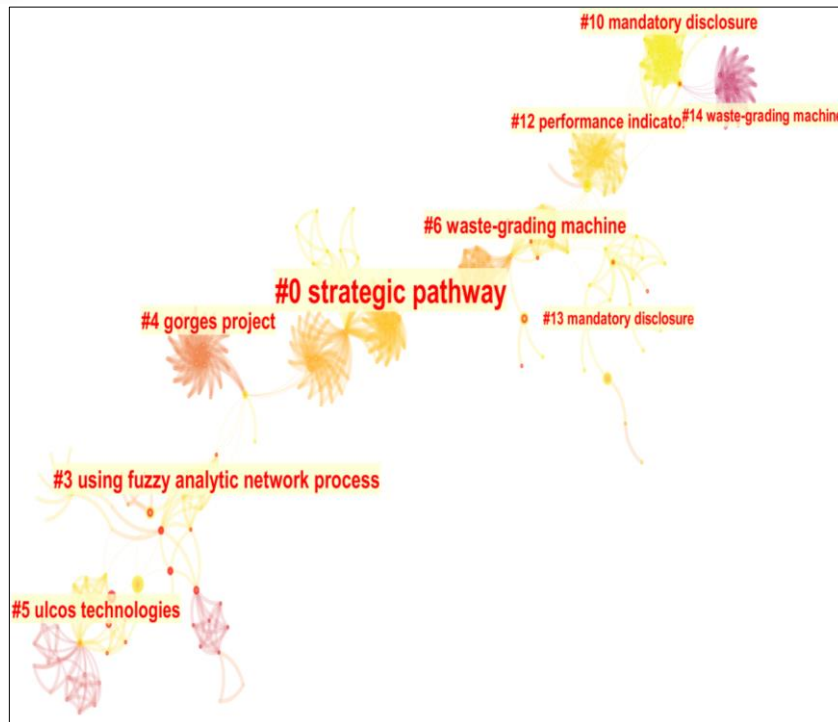 #10 mandatory disclosure
#12 performance indicato
#14 waste-grading machine
#6 waste-grading machine
#0 strategic pathway
#4 gorges project
#13 mandatory disclosure
#3 using fuzzy analytic network process
#5 ulcos technologies